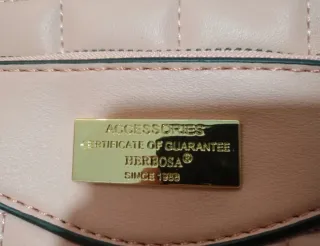 ACCESSORIES
CERTIFICATE OF GUARANTEE
HERBOSA®
SINCE 1988